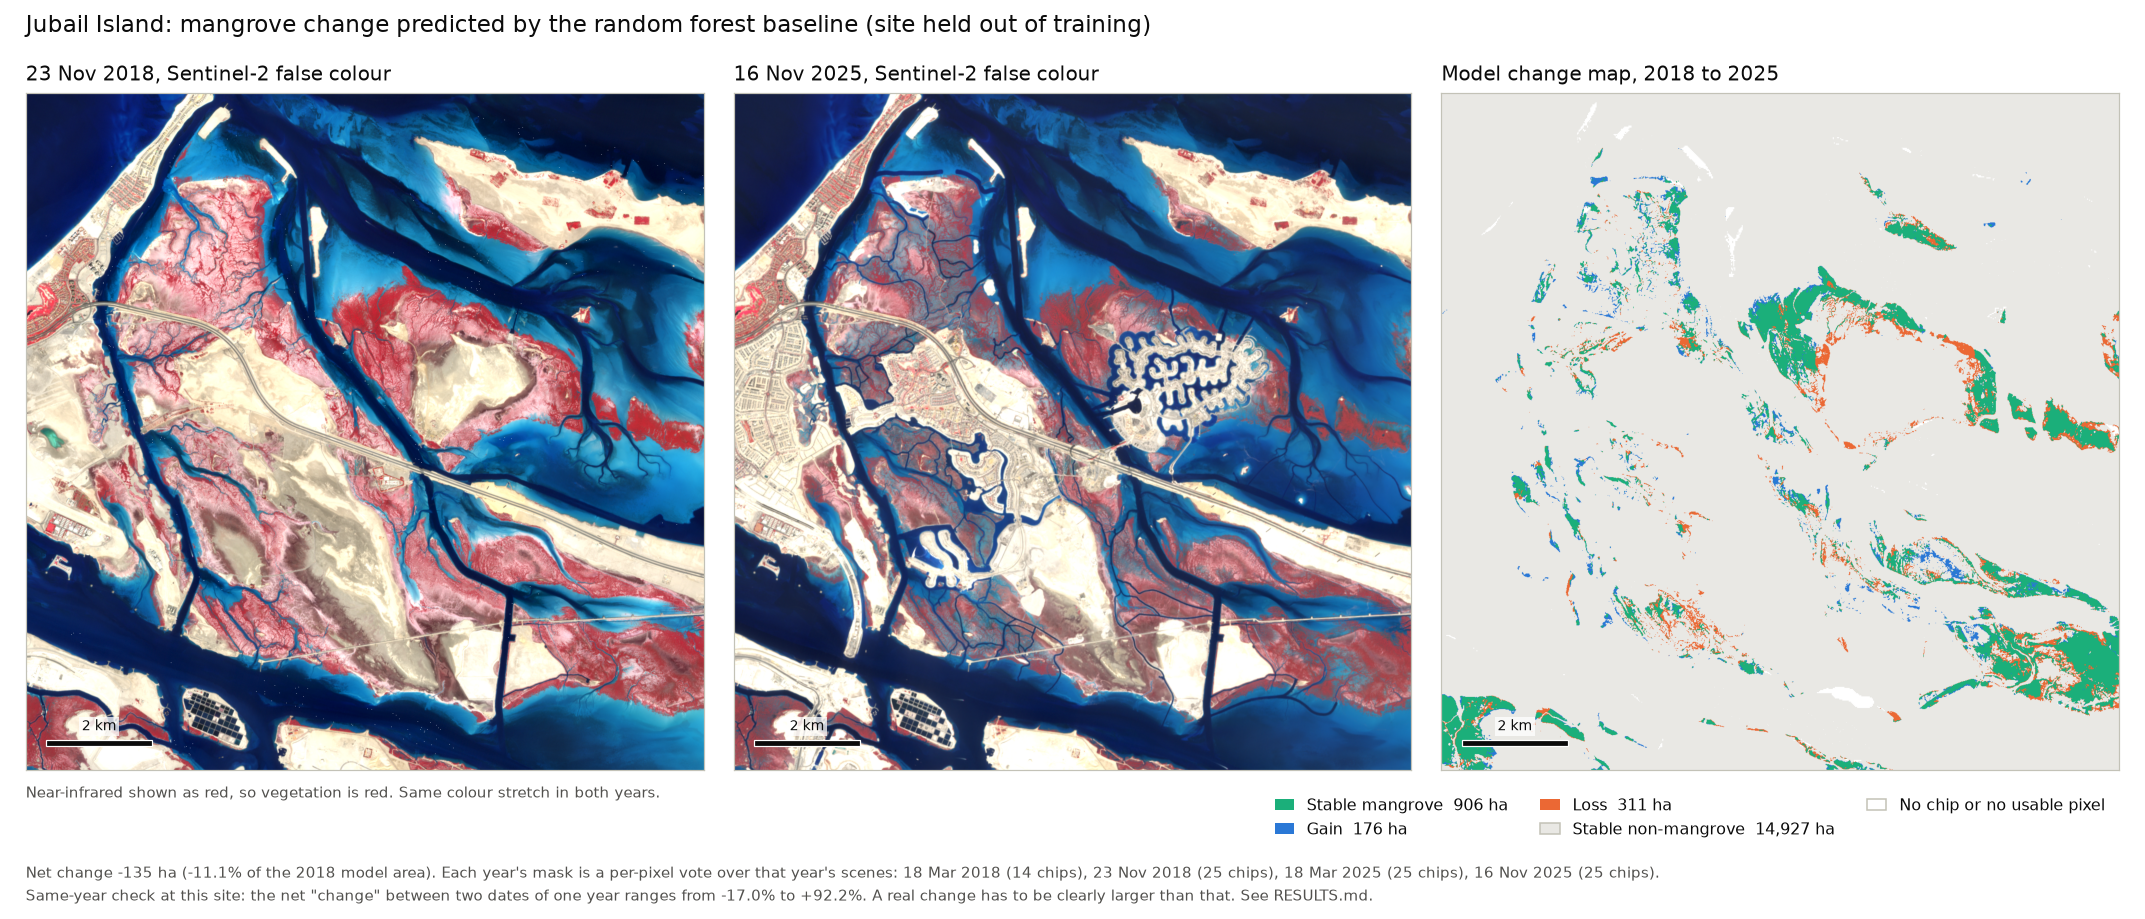 Jubail Island: mangrove change predicted by the random forest baseline (site held out of training)
23 Nov 2018, Sentinel-2 false colour
16 Nov 2025, Sentinel-2 false colour
Model change map, 2018 to 2025
2 km
2 km
2 km
Near-infrared shown as red, so vegetation is red. Same colour stretch in both years.
Stable mangrove 906 ha
Loss 311 ha
No chip or no usable pixel
Gain 176 ha
Stable non-mangrove 14,927 ha
Net change -135 ha (-11.1% of the 2018 model area). Each year's mask is a per-pixel vote over that year's scenes: 18 Mar 2018 (14 chips), 23 Nov 2018 (25 chips), 18 Mar 2025 (25 chips), 16 Nov 2025 (25 chips).
Same-year check at this site: the net "change" between two dates of one year ranges from -17.0% to +92.2%. A real change has to be clearly larger than that. See RESULTS.md.